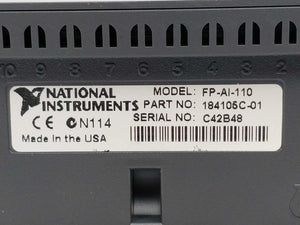 10 9 8 7 6 5 4 3 2
NATIONAL INSTRUMENTS
MODEL: FP-AI-110
PART NO: 184105C-01
SERIAL NO: C42B48
CE N114
Made in the USA